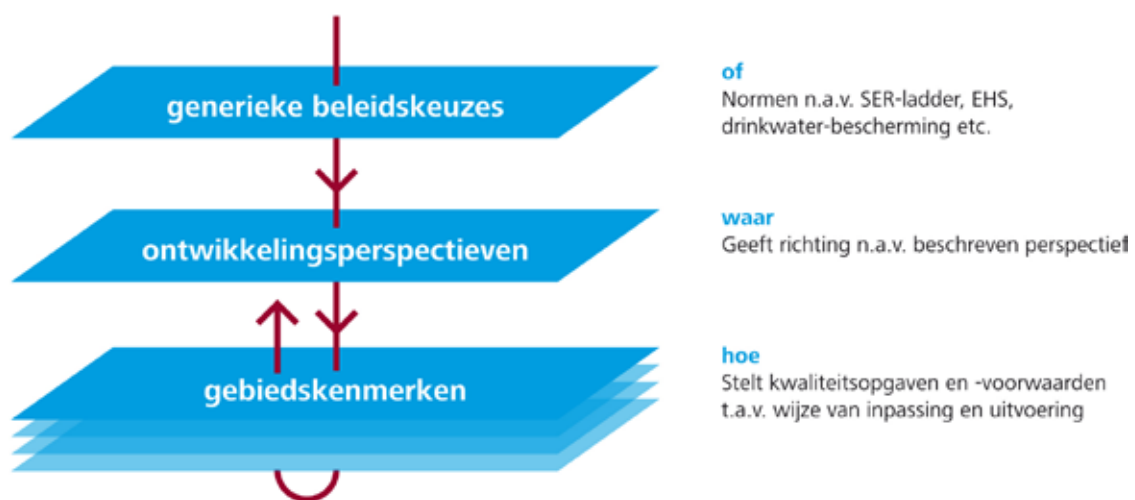 generieke beleidskeuzes
of
Normen n.a.v. SER-ladder, EHS,
drinkwater-bescherming etc.
ontwikkelingsperspectieven
waar
Geeft richting n.a.v. beschreven perspectief
gebiedskenmerken
hoe
Stelt kwaliteitsopgaven en -voorwaarden
t.a.v. wijze van inpassing en uitvoering